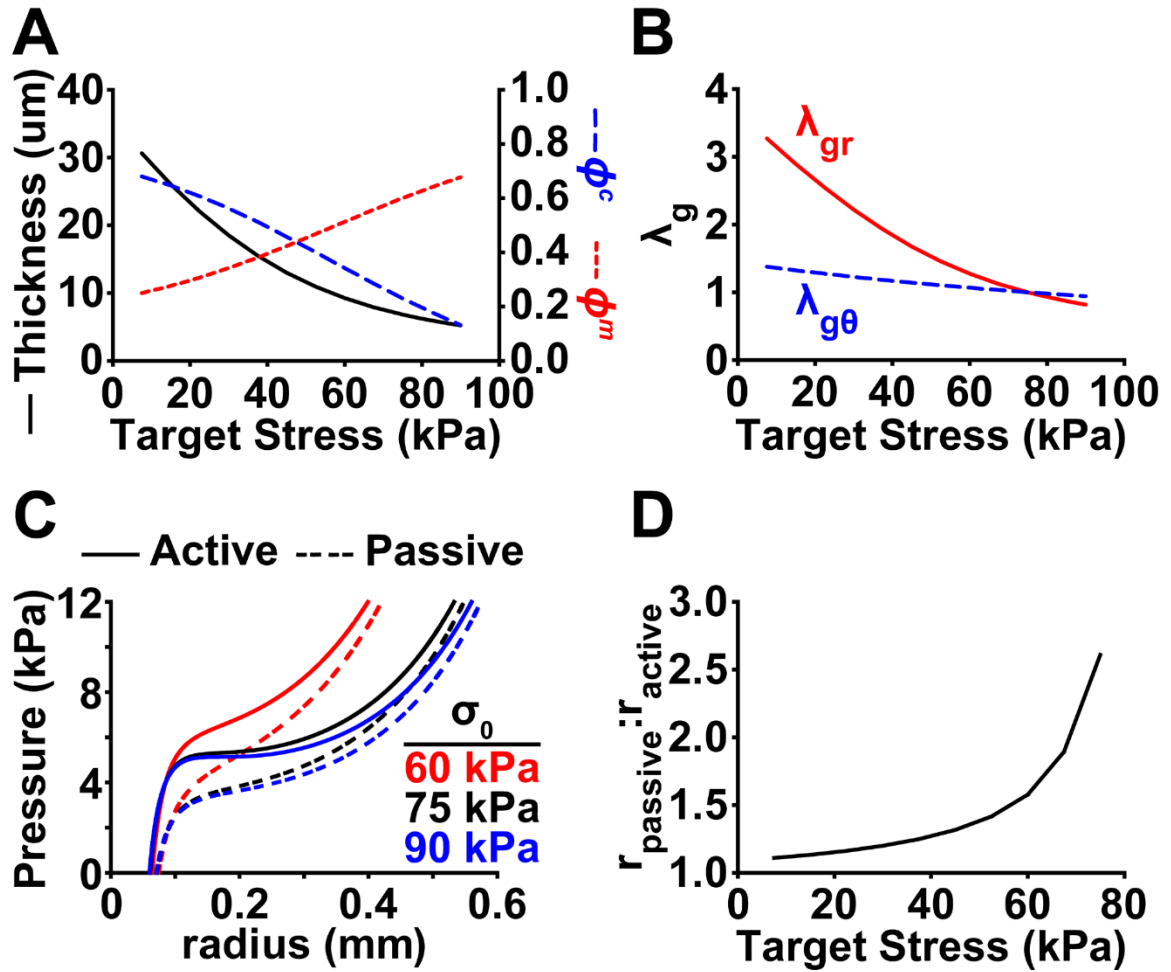 A
— Thickness (um)
40
30
20
10
0
1.0
0.8
0.6
0.4
0.2
0.0
---ϕᵐ ---ϕᶜ
0 20 40 60 80 100
Target Stress (kPa)
B
λg
4
3
2
1
0
λgr
λgθ
0 20 40 60 80 100
Target Stress (kPa)
C
— Active --- Passive
Pressure (kPa)
12
8
4
0
σ₀
60 kPa
75 kPa
90 kPa
0 0.2 0.4 0.6
radius (mm)
D
r passive :r active
3.0
2.5
2.0
1.5
1.0
0 20 40 60 80
Target Stress (kPa)